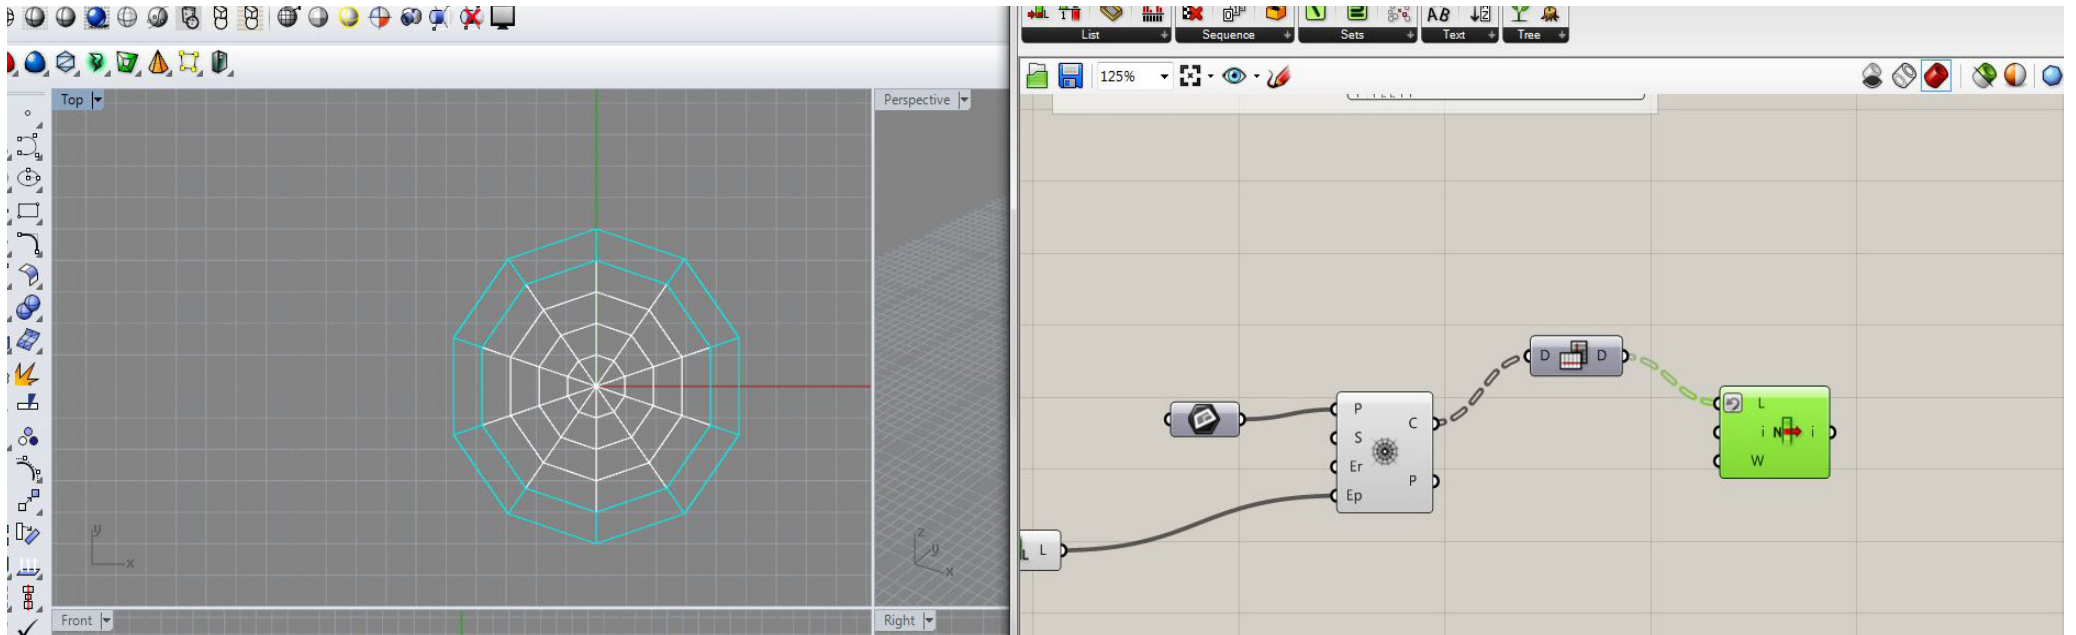 List
Sequence
Sets
Text
Tree
AB
125%
Top
Perspective
y
x
z
y
x
Front
Right
D D
P
S
Er
Ep
C
P
L
L
i N i
W